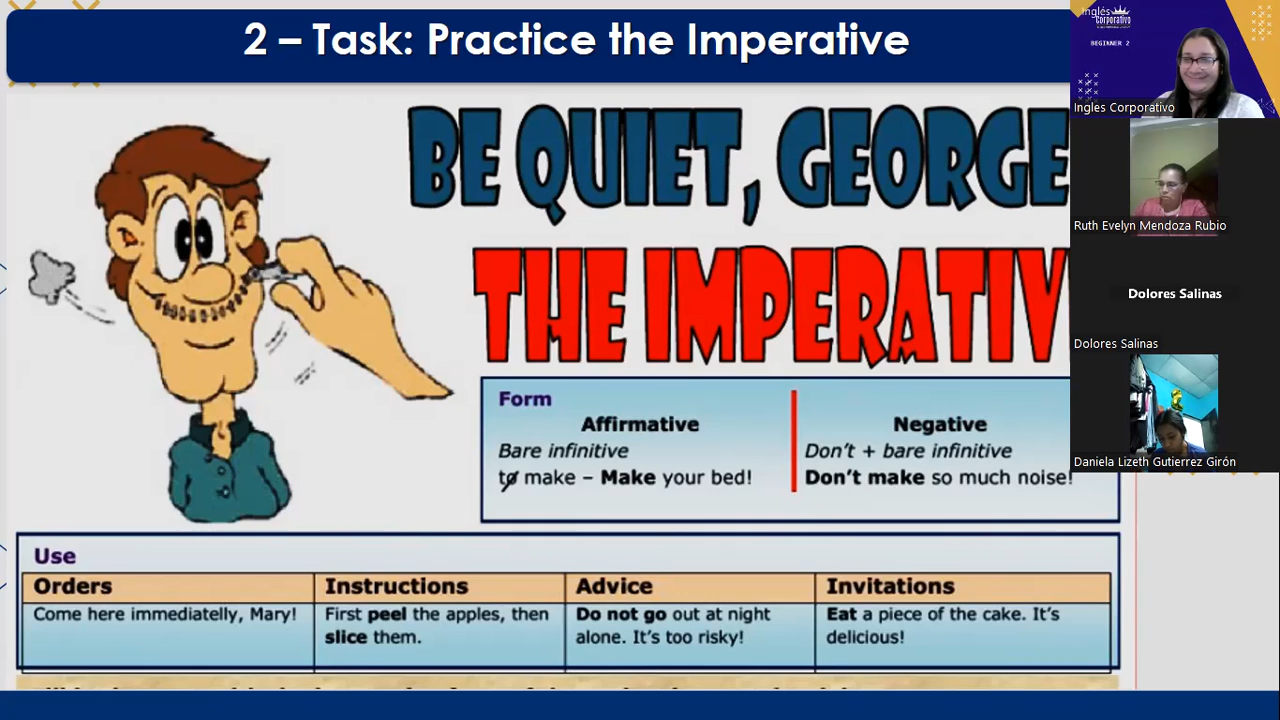 2 – Task: Practice the Imperative
BE QUIET, GEORGE
THE IMPERATIV
Form
Affirmative
Bare infinitive
to make – Make your bed!
Negative
Don't + bare infinitive
Don't make so much noise!
Use
Orders
Come here immediatelly, Mary!
Instructions
First peel the apples, then
slice them.
Advice
Do not go out at night
alone. It's too risky!
Invitations
Eat a piece of the cake. It's
delicious!
Inglés
Corporativo
BEGINNER 2
Ingles Corporativo
Ruth Evelyn Mendoza Rubio
Dolores Salinas
Dolores Salinas
Daniela Lizeth Gutierrez Girón